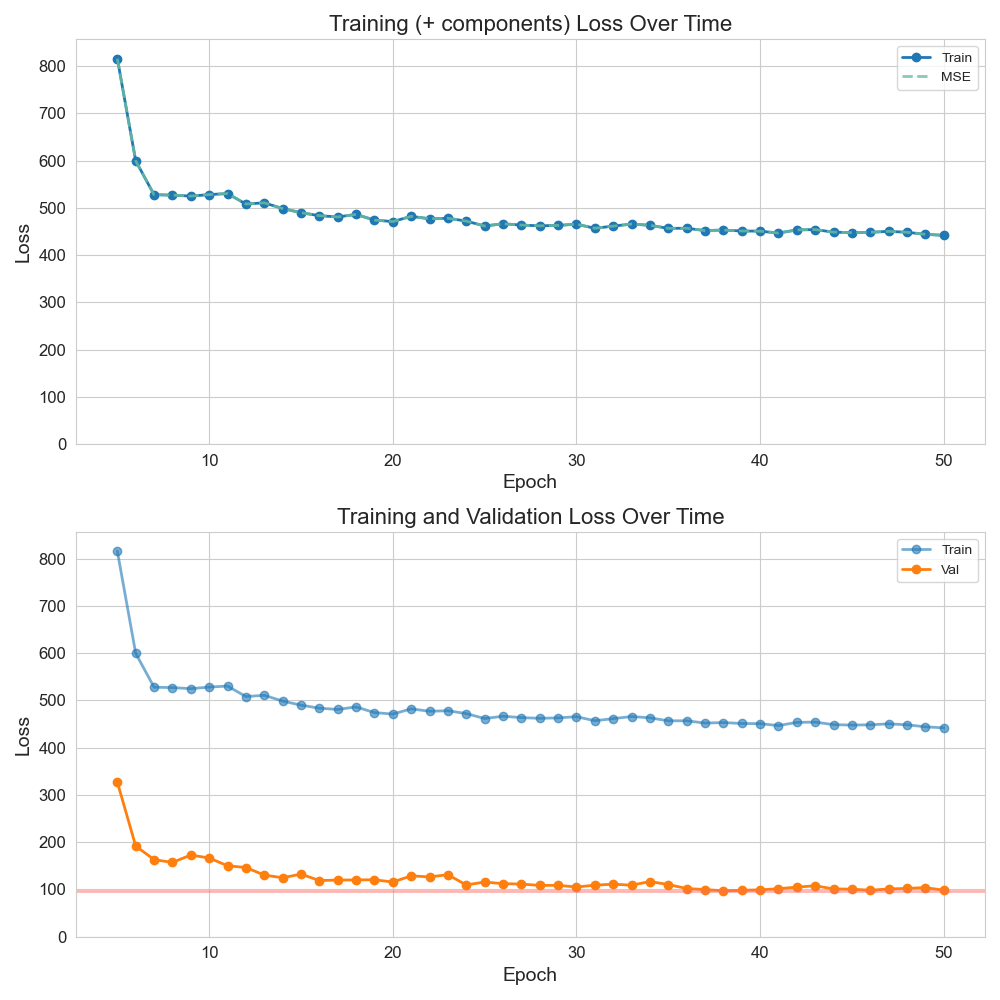 Training (+ components) Loss Over Time
Train
MSE
800
700
600
500
400
300
200
100
0
Loss
10
20
30
40
50
Epoch
Training and Validation Loss Over Time
Train
Val
800
700
600
500
400
300
200
100
0
Loss
10
20
30
40
50
Epoch